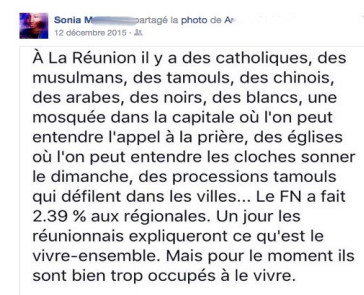 Sonia M
partagé la photo de A
12 décembre 2015 ·
À La Réunion il y a des catholiques, des
musulmans, des tamouls, des chinois,
des arabes, des noirs, des blancs, une
mosquée dans la capitale où l'on peut
entendre l'appel à la prière, des églises
où l'on peut entendre les cloches sonner
le dimanche, des processions tamouls
qui défilent dans les villes... Le FN a fait
2.39 % aux régionales. Un jour les
réunionnais expliqueront ce qu'est le
vivre-ensemble. Mais pour le moment ils
sont bien trop occupés à le vivre.